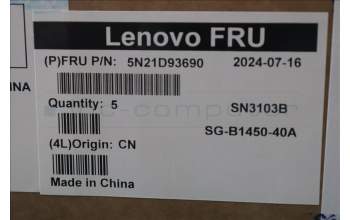 Lenovo FRU
(P)FRU P/N: 5N21D93690 2024-07-16
INA
Quantity: 5 SN3103B
SG-B1450-40A
(4L)Origin: CN
Made in China